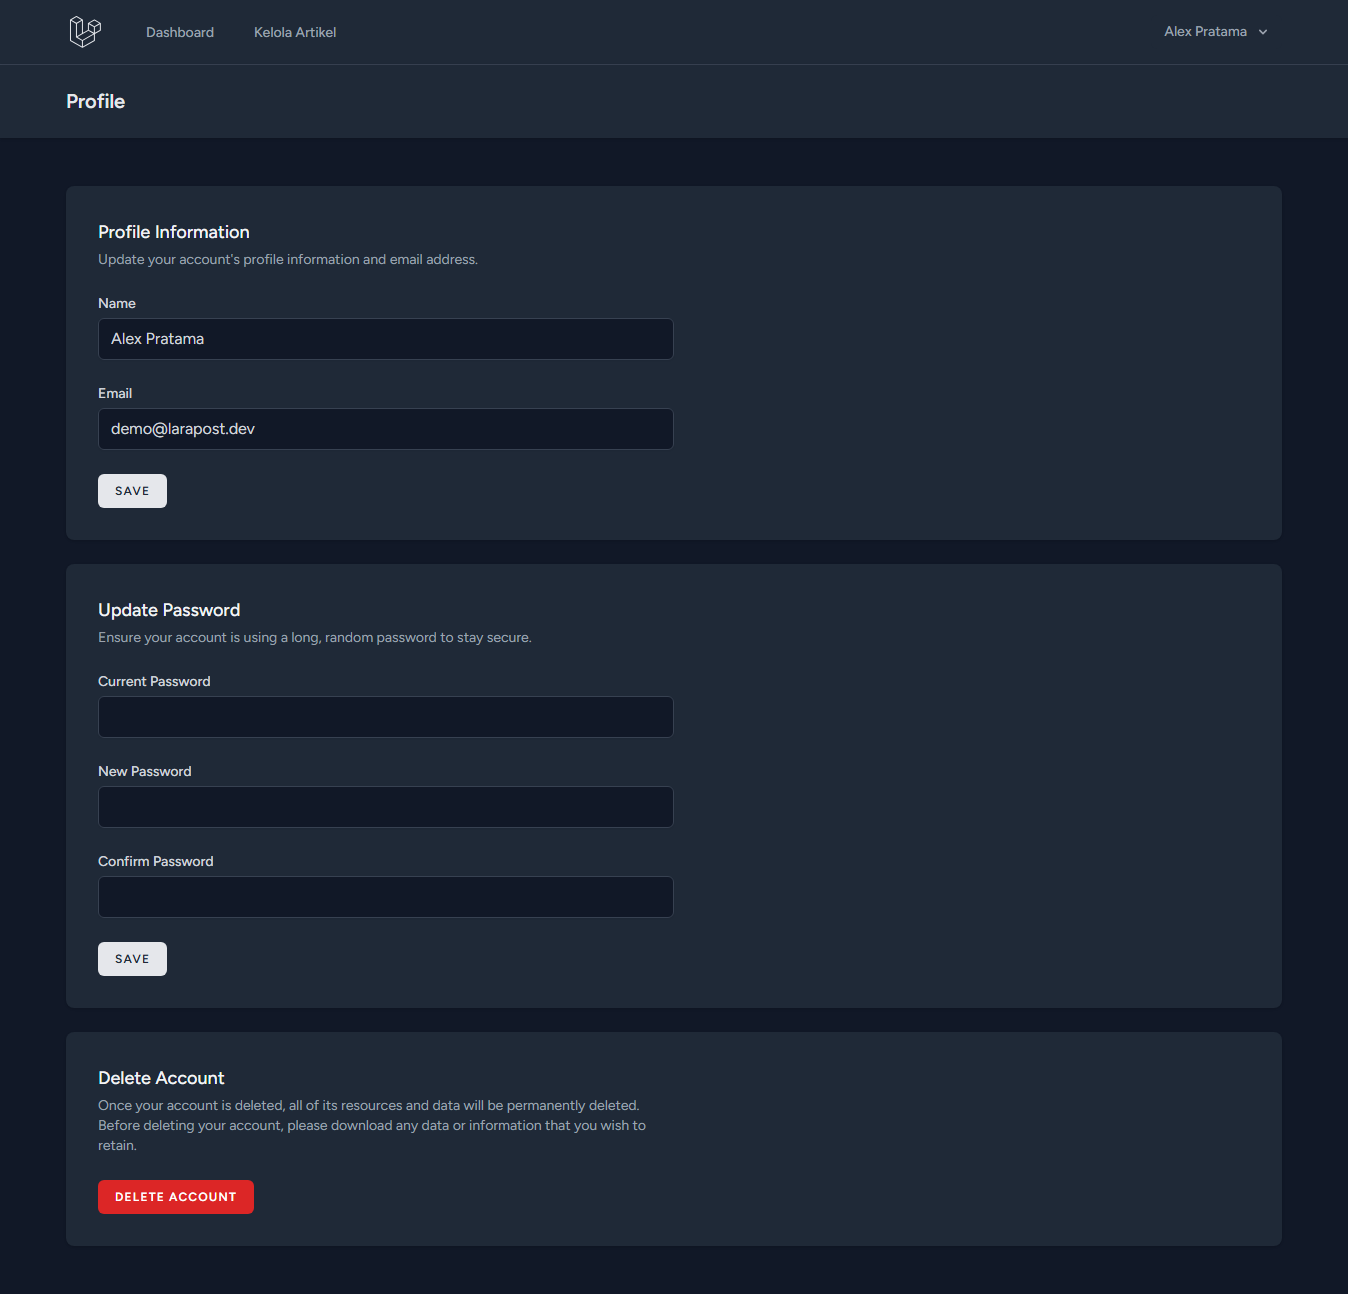 Dashboard
Kelola Artikel
Alex Pratama
Profile
Profile Information
Update your account's profile information and email address.
Name
Alex Pratama
Email
demo@larapost.dev
SAVE
Update Password
Ensure your account is using a long, random password to stay secure.
Current Password
New Password
Confirm Password
SAVE
Delete Account
Once your account is deleted, all of its resources and data will be permanently deleted.
Before deleting your account, please download any data or information that you wish to
retain.
DELETE ACCOUNT